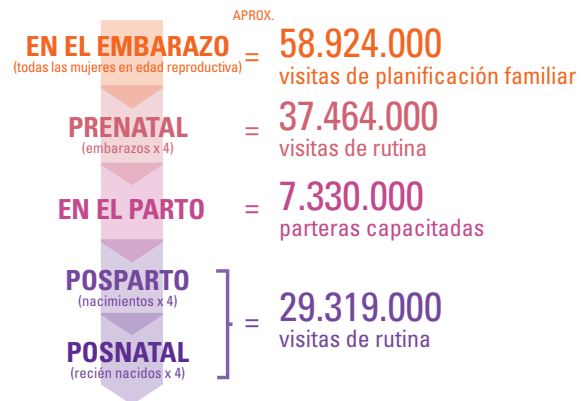 APROX.
EN EL EMBARAZO = 58.924.000
(todas las mujeres en edad reproductiva)
visitas de planificación familiar
PRENATAL = 37.464.000
(embarazos x 4)
visitas de rutina
EN EL PARTO = 7.330.000
parteras capacitadas
POSPARTO
(nacimientos x 4)
= 29.319.000
visitas de rutina
POSNATAL
(recién nacidos x 4)